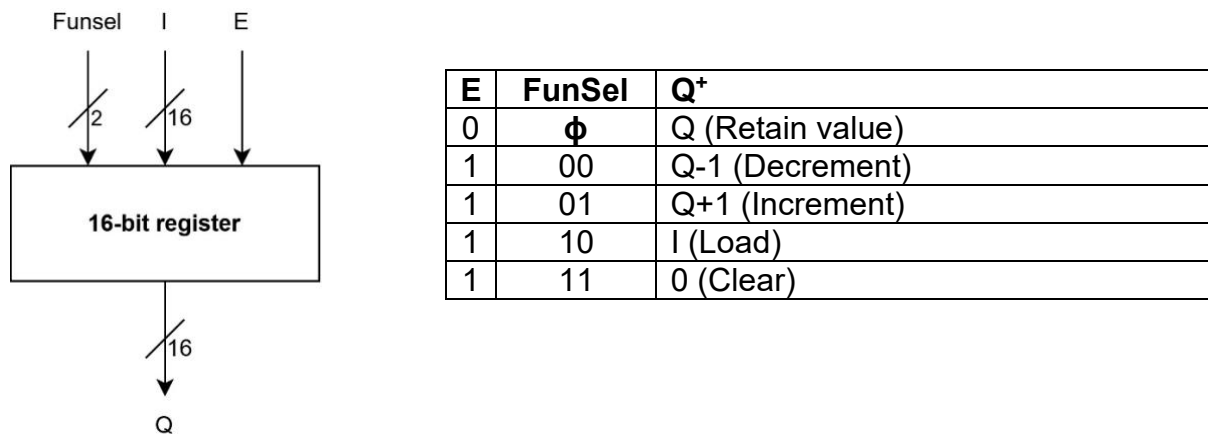 Funsel I E
2 16
16-bit register
16
Q
E FunSel Q+
0 ϕ Q (Retain value)
1 00 Q-1 (Decrement)
1 01 Q+1 (Increment)
1 10 I (Load)
1 11 0 (Clear)